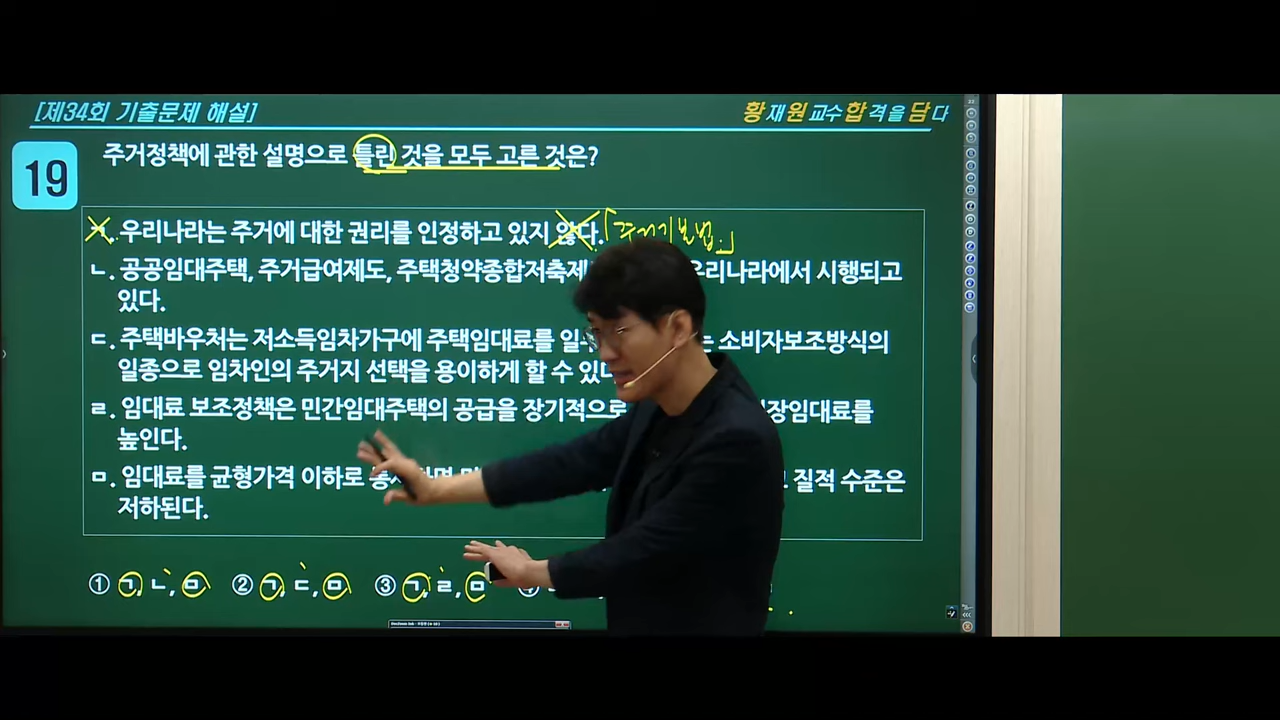 [제34회 기출문제 해설]
황재원 교수 합격을 담다
19
주거정책에 관한 설명으로 틀린 것을 모두 고른 것은?
ㄱ. 우리나라는 주거에 대한 권리를 인정하고 있지 않다. 「주거기본법」
ㄴ. 공공임대주택, 주거급여제도, 주택청약종합저축제 우리나라에서 시행되고
있다.
ㄷ. 주택바우처는 저소득임차가구에 주택임대료를 소비자보조방식의
일종으로 임차인의 주거지 선택을 용이하게 할 수
ㄹ. 임대료 보조정책은 민간임대주택의 공급을 장기적으로 시장임대료를
높인다.
ㅁ. 임대료를 균형가격 이하로 질적 수준은
저하된다.
① ㄱ, ㄴ, ㅁ ② ㄱ, ㄷ, ㅁ ③ ㄱ, ㄹ, ㅁ ④